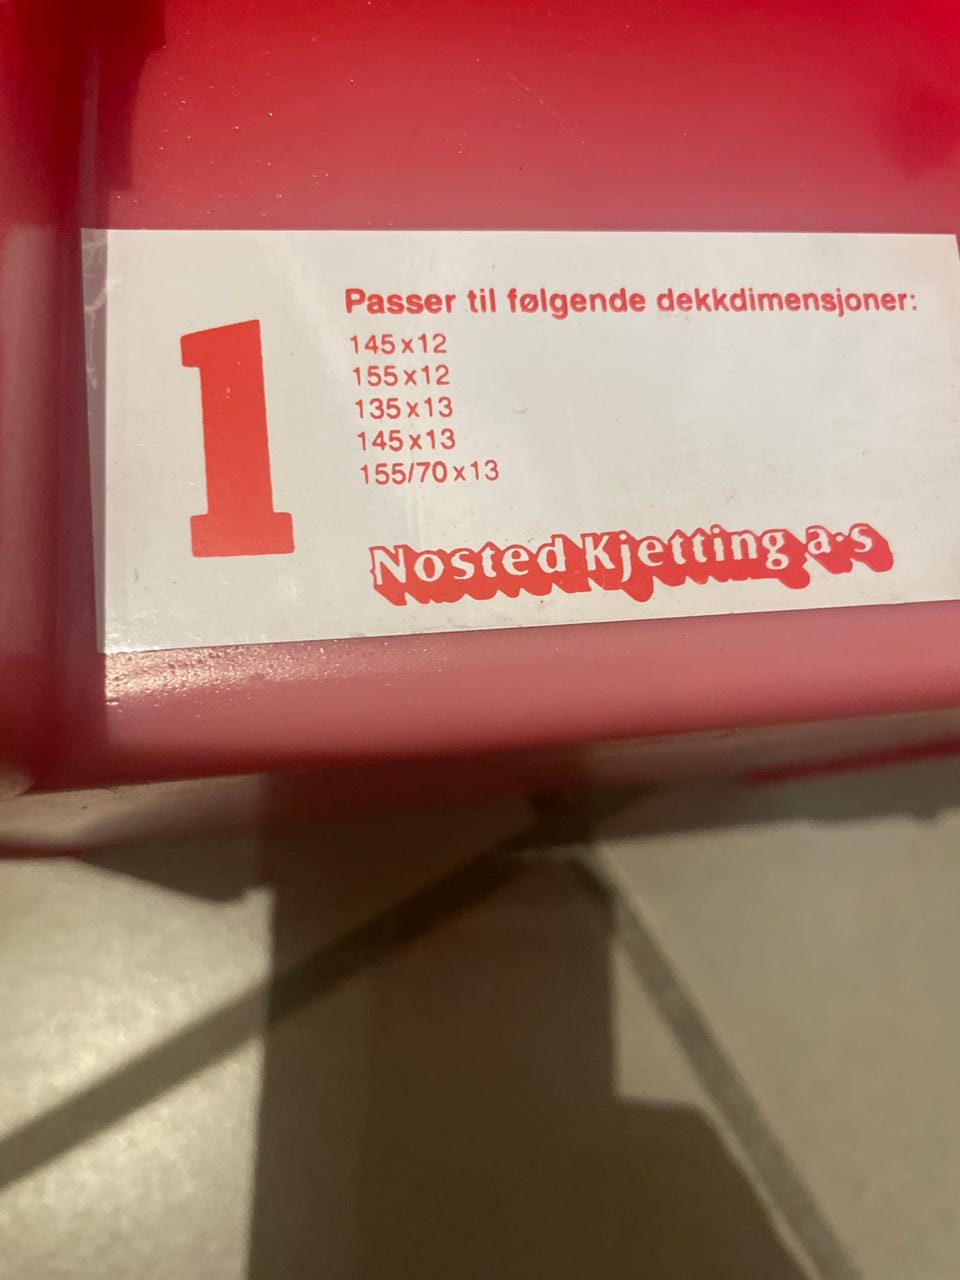 1
Passer til følgende dekkdimensjoner:
145x12
155x12
135x13
145x13
155/70x13
Nosted Kjetting a·s